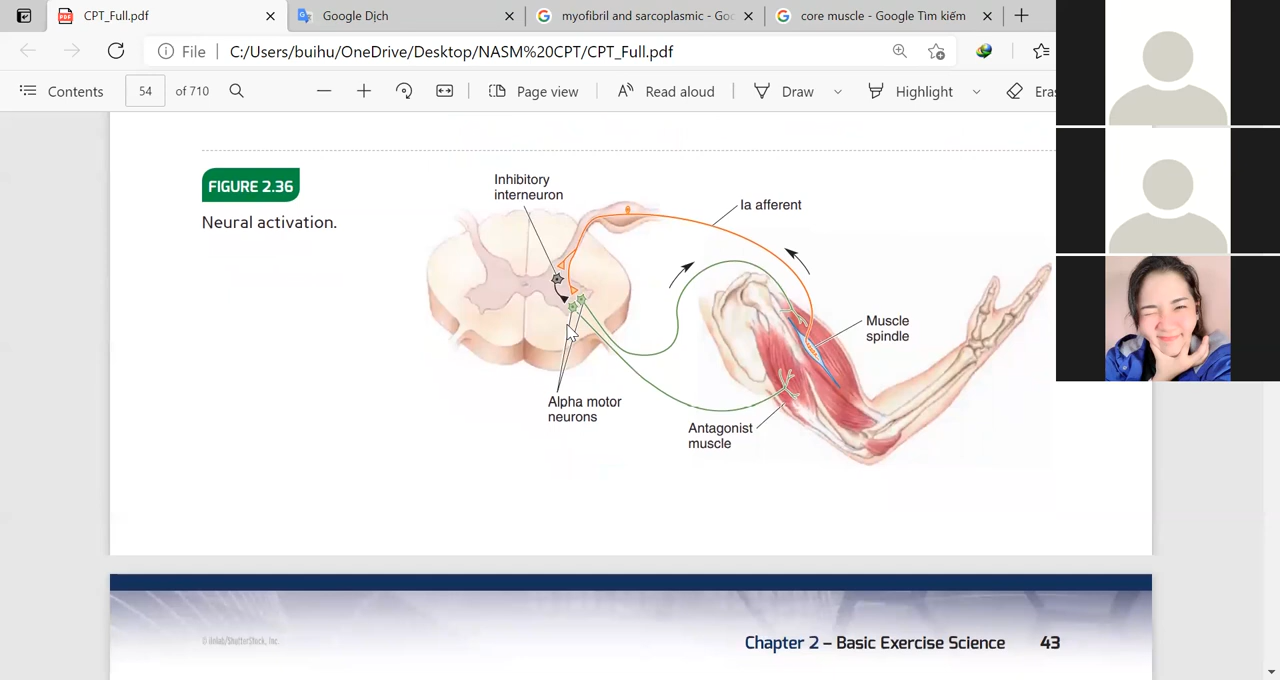 CPT_Full.pdf
Google Dịch
myofibril and sarcoplasmic - Goo
core muscle - Google Tìm kiếm
File
C:/Users/buihu/OneDrive/Desktop/NASM%20CPT/CPT_Full.pdf
Contents
54
of 710
Page view
Read aloud
Draw
Highlight
Eras
FIGURE 2.36
Neural activation.
Inhibitory
interneuron
Ia afferent
Muscle
spindle
Alpha motor
neurons
Antagonist
muscle
Chapter 2 – Basic Exercise Science
43